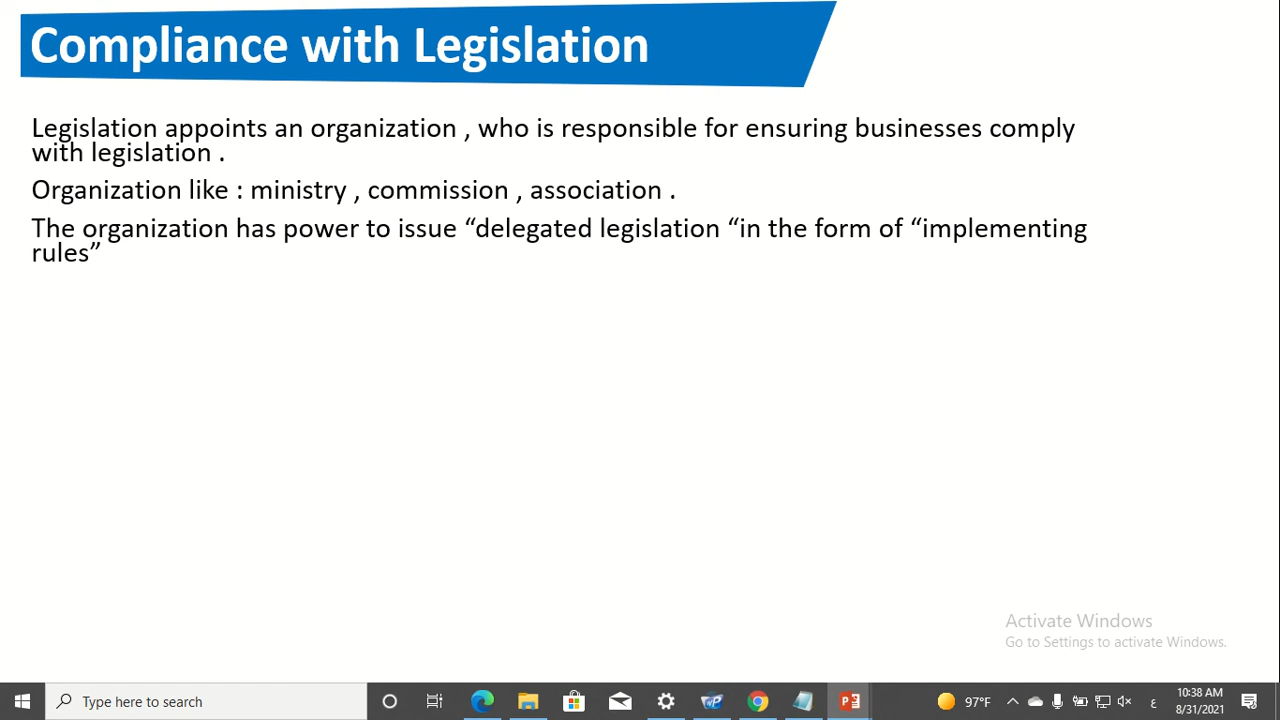 Compliance with Legislation
Legislation appoints an organization , who is responsible for ensuring businesses comply
with legislation .
Organization like : ministry , commission , association .
The organization has power to issue “delegated legislation “in the form of “implementing
rules”
Activate Windows
Go to Settings to activate Windows.
Type here to search
97°F
ع
10:38 AM
8/31/2021